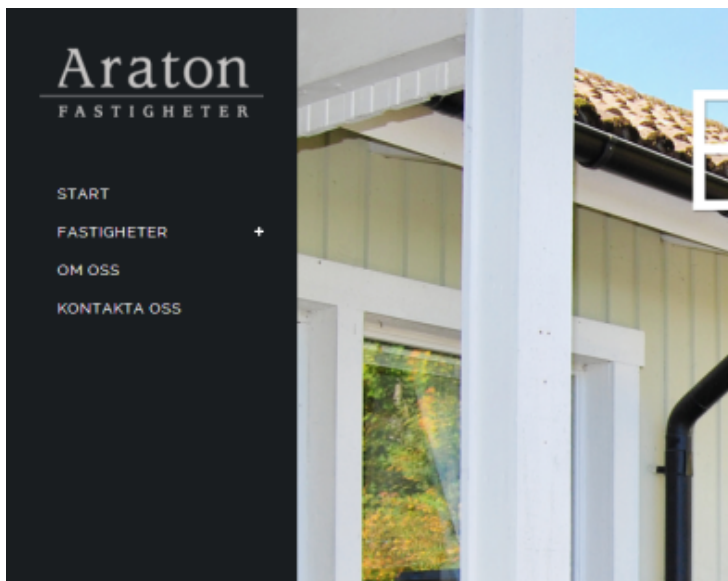 Araton
FASTIGHETER
START
FASTIGHETER +
OM OSS
KONTAKTA OSS